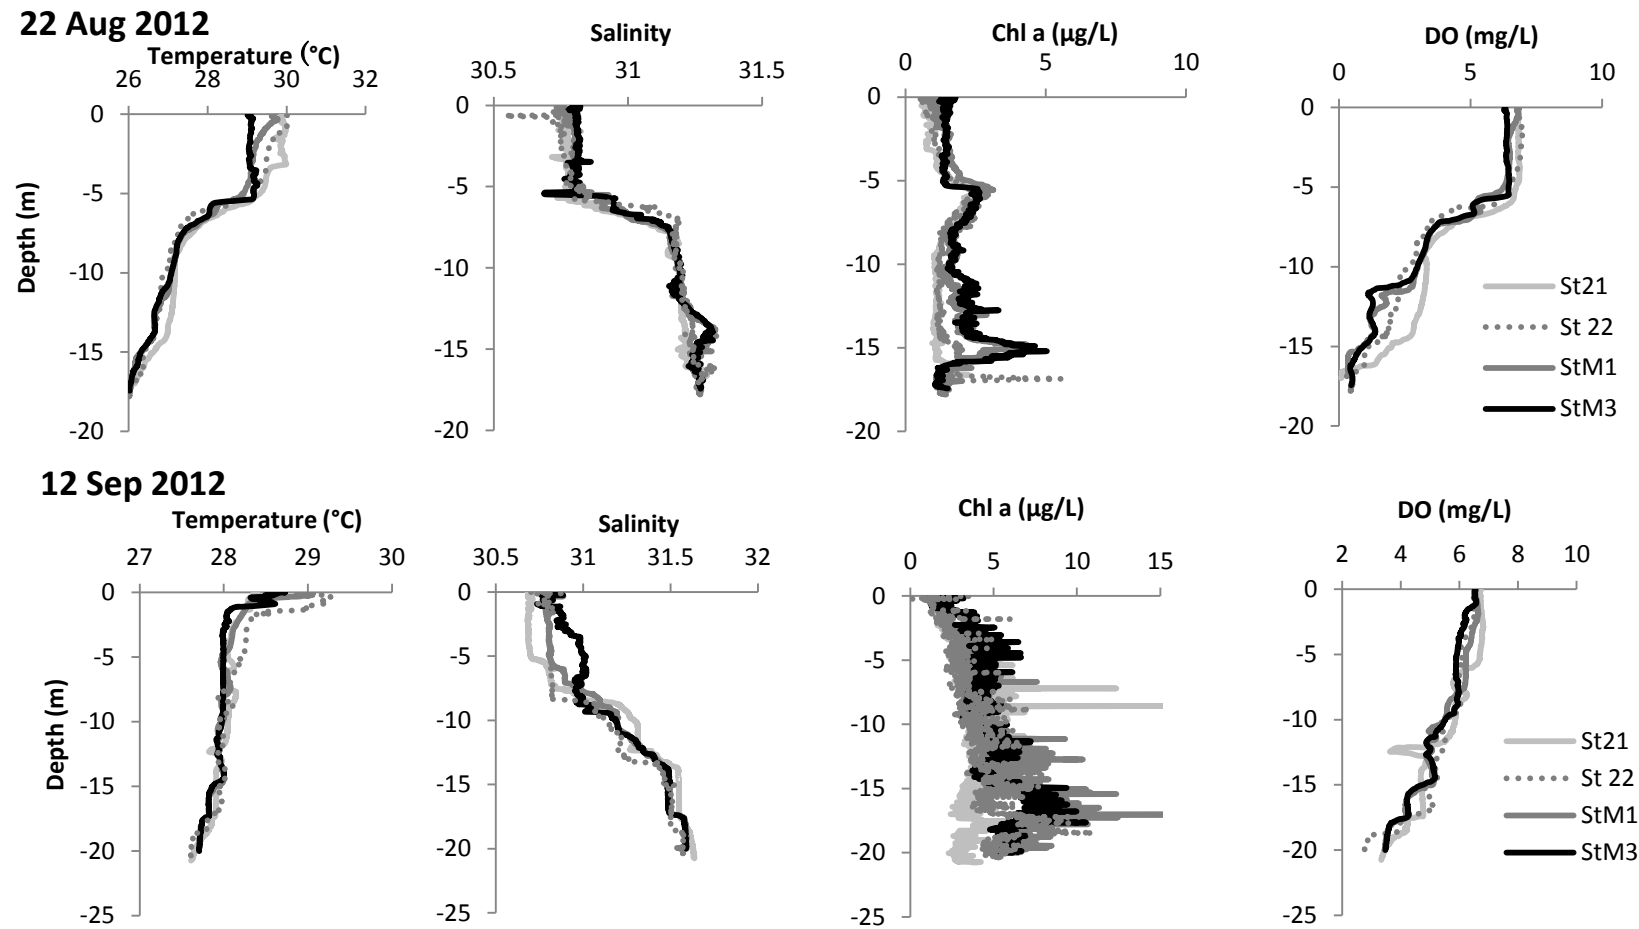 22 Aug 2012
Temperature (°C)
26 28 30 32
0
-5
-10
-15
-20
Depth (m)
Salinity
30.5 31 31.5
0
-5
-10
-15
-20
Chl a (µg/L)
0 5 10
0
-5
-10
-15
-20
DO (mg/L)
0 5 10
0
-5
-10
-15
-20
St21
St 22
StM1
StM3
12 Sep 2012
Temperature (°C)
27 28 29 30
0
-5
-10
-15
-20
-25
Depth (m)
Salinity
30.5 31 31.5 32
0
-5
-10
-15
-20
-25
Chl a (µg/L)
0 5 10 15
0
-5
-10
-15
-20
-25
DO (mg/L)
2 4 6 8 10
0
-5
-10
-15
-20
-25
St21
St 22
StM1
StM3